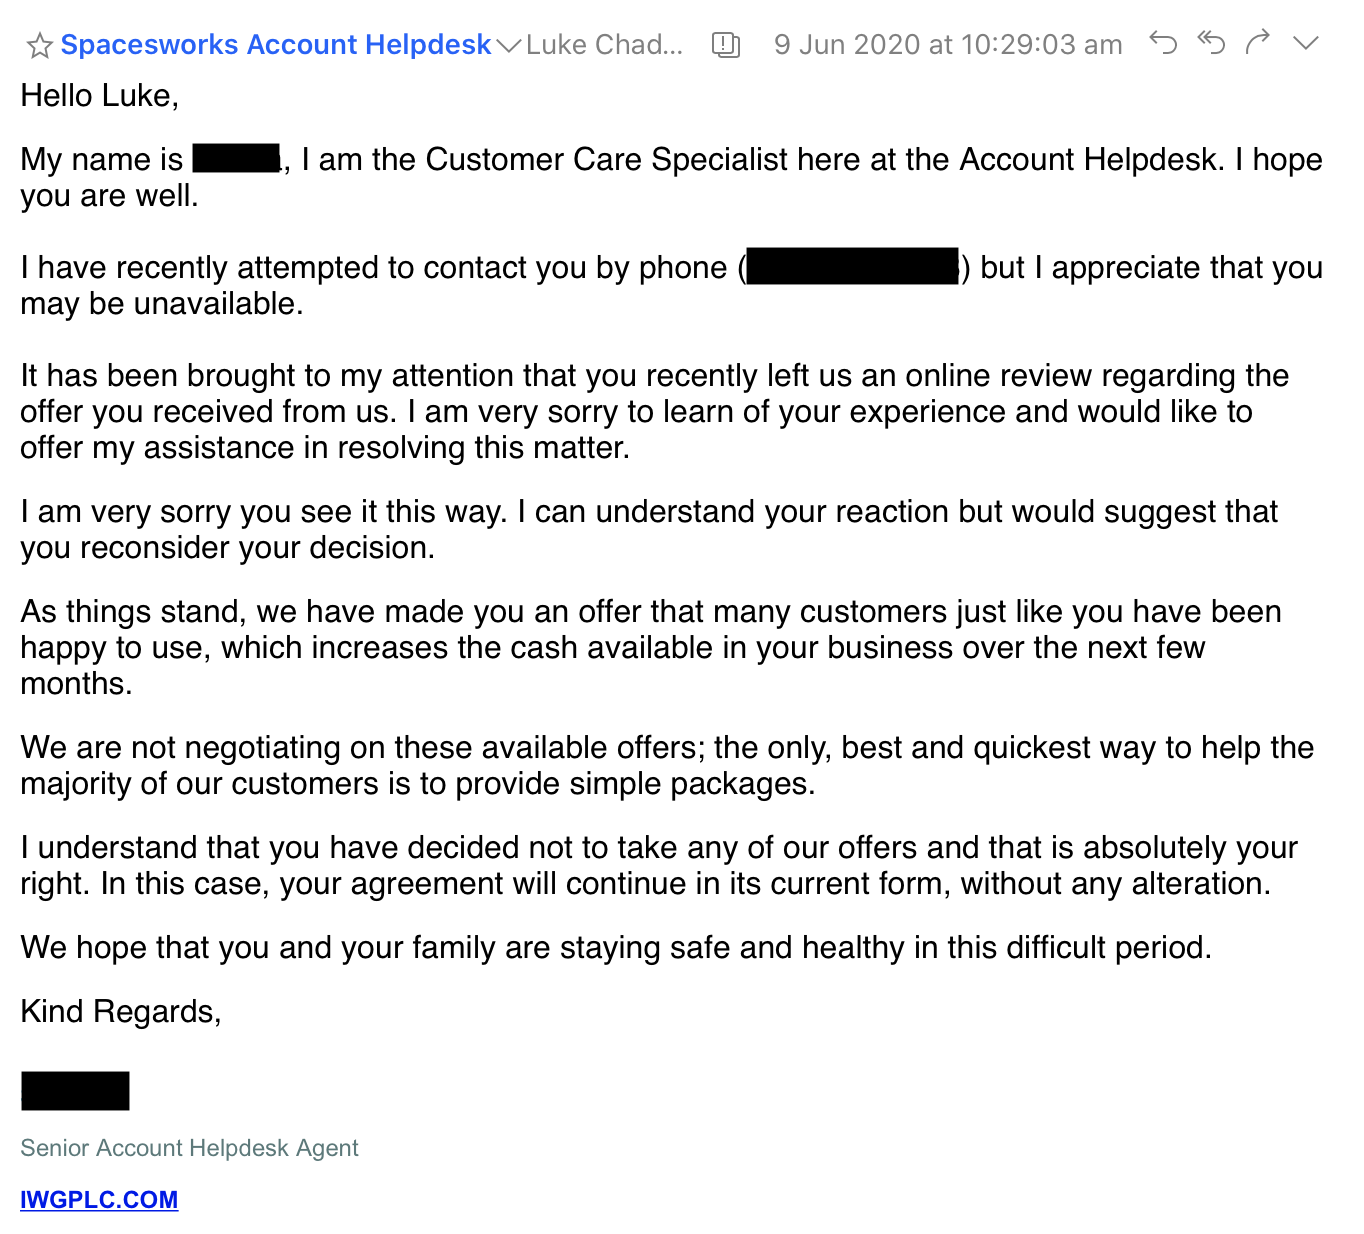 Spacesworks Account Helpdesk Luke Chad... 9 Jun 2020 at 10:29:03 am
Hello Luke,
My name is , I am the Customer Care Specialist here at the Account Helpdesk. I hope
you are well.
I have recently attempted to contact you by phone () but I appreciate that you
may be unavailable.
It has been brought to my attention that you recently left us an online review regarding the
offer you received from us. I am very sorry to learn of your experience and would like to
offer my assistance in resolving this matter.
I am very sorry you see it this way. I can understand your reaction but would suggest that
you reconsider your decision.
As things stand, we have made you an offer that many customers just like you have been
happy to use, which increases the cash available in your business over the next few
months.
We are not negotiating on these available offers; the only, best and quickest way to help the
majority of our customers is to provide simple packages.
I understand that you have decided not to take any of our offers and that is absolutely your
right. In this case, your agreement will continue in its current form, without any alteration.
We hope that you and your family are staying safe and healthy in this difficult period.
Kind Regards,
Senior Account Helpdesk Agent
IWGPLC.COM